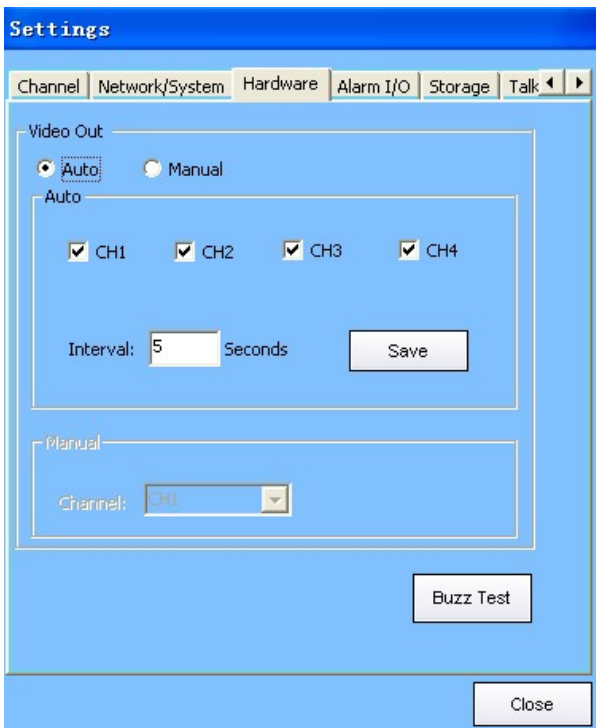 Settings
Channel Network/System Hardware Alarm I/O Storage Talk
Video Out
Auto Manual
Auto
CH1 CH2 CH3 CH4
Interval: 5 Seconds Save
Manual
Channel: CH1
Buzz Test
Close